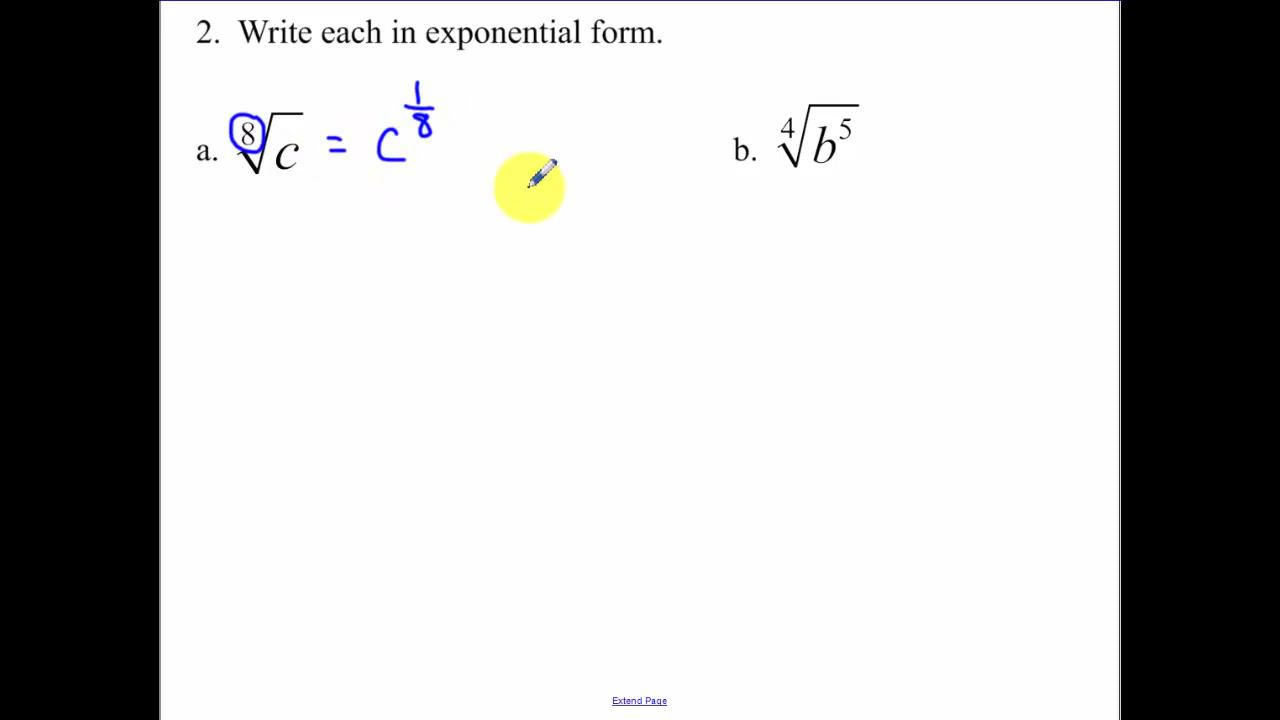 2. Write each in exponential form.
a. ⁸√c = c^(1/8)
b. ⁴√b⁵
Extend Page